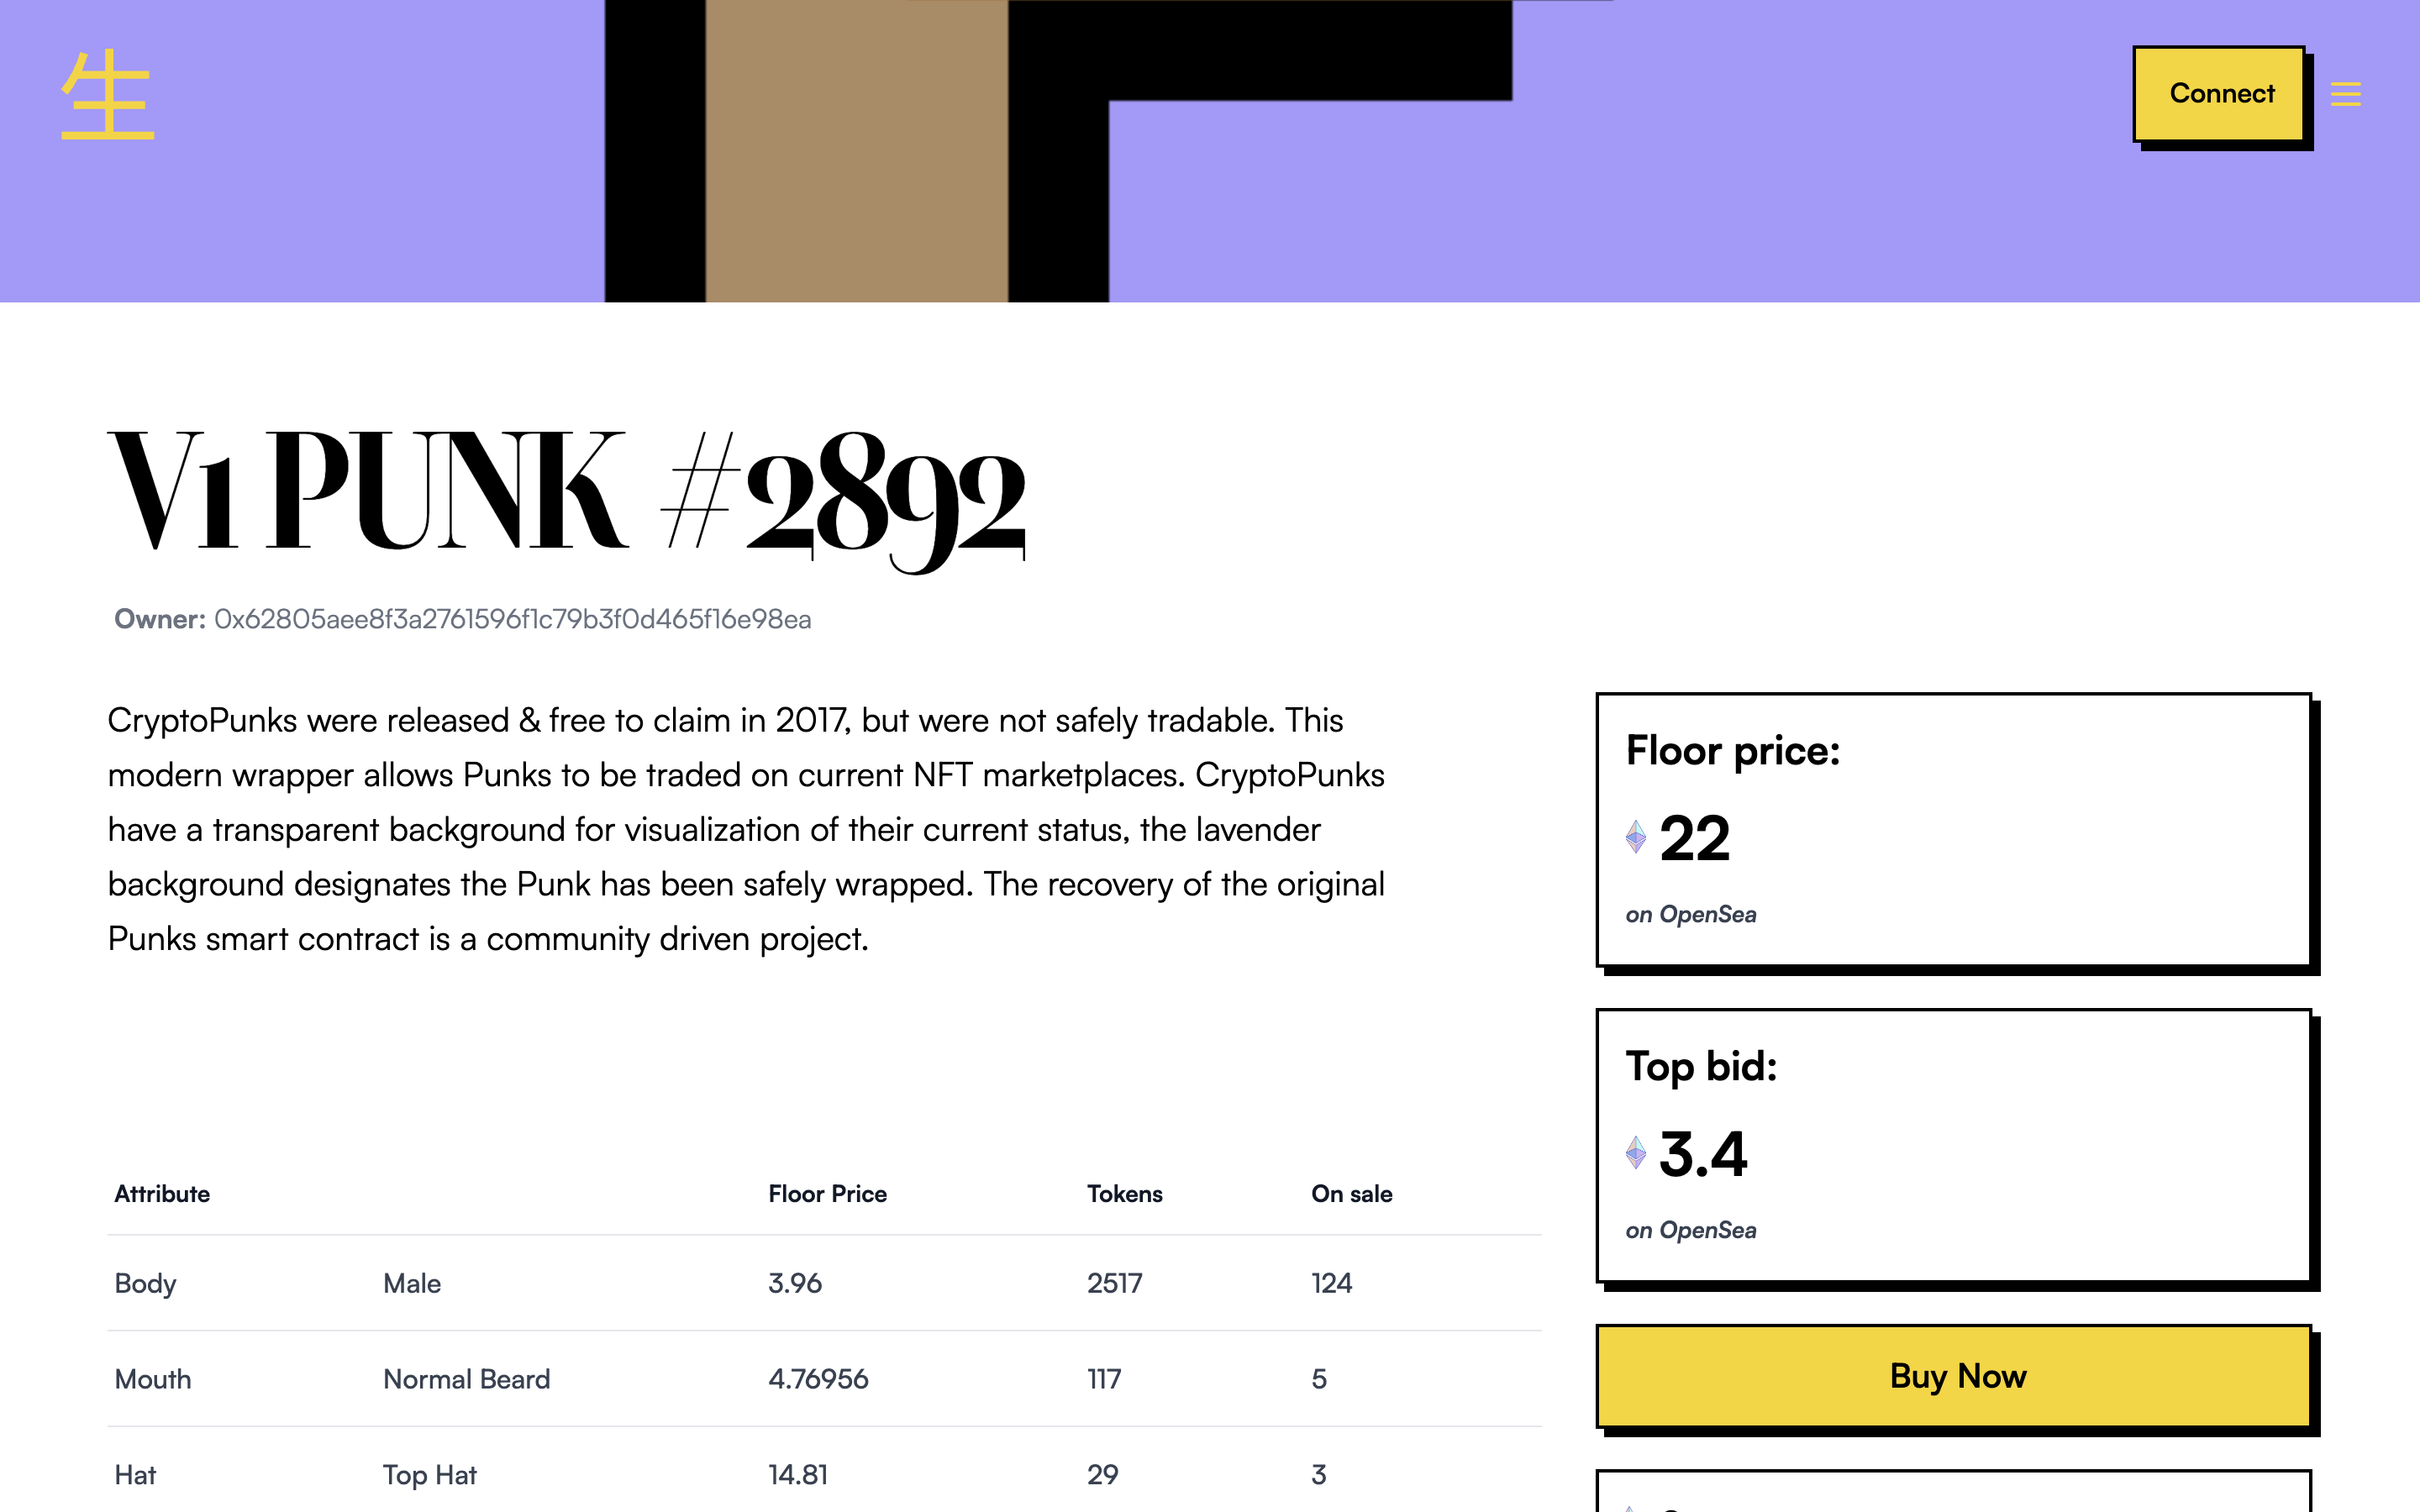 生
Connect
V1 PUNK #2892
Owner: 0x62805aee8f3a2761596f1c79b3f0d465f16e98ea
CryptoPunks were released & free to claim in 2017, but were not safely tradable. This
modern wrapper allows Punks to be traded on current NFT marketplaces. CryptoPunks
have a transparent background for visualization of their current status, the lavender
background designates the Punk has been safely wrapped. The recovery of the original
Punks smart contract is a community driven project.
Floor price:
22
on OpenSea
Top bid:
3.4
on OpenSea
Buy Now
Attribute Floor Price Tokens On sale
Body Male 3.96 2517 124
Mouth Normal Beard 4.76956 117 5
Hat Top Hat 14.81 29 3